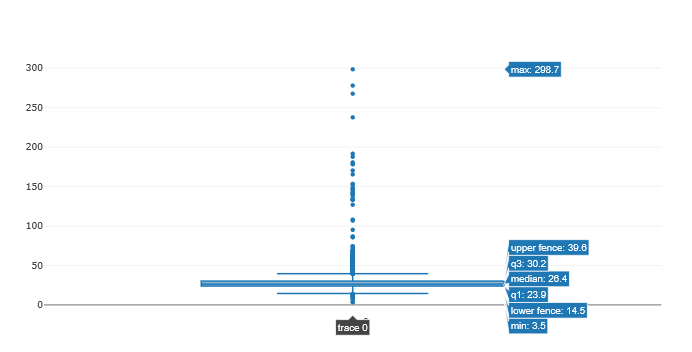 300
max: 298.7
250
200
150
100
upper fence: 39.6
50
q3: 30.2
median: 26.4
q1: 23.9
0
lower fence: 14.5
min: 3.5
trace 0